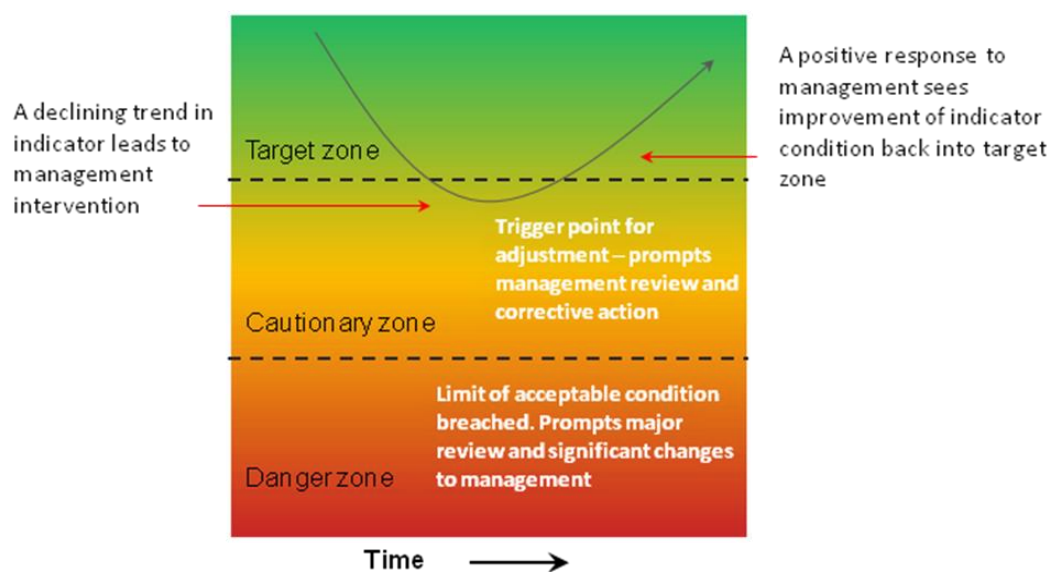 A declining trend in
indicator leads to
management
intervention
Target zone
A positive response to
management sees
improvement of indicator
condition back into target
zone
Trigger point for
adjustment – prompts
management review and
corrective action
Cautionary zone
Limit of acceptable condition
breached. Prompts major
review and significant changes
to management
Danger zone
Time